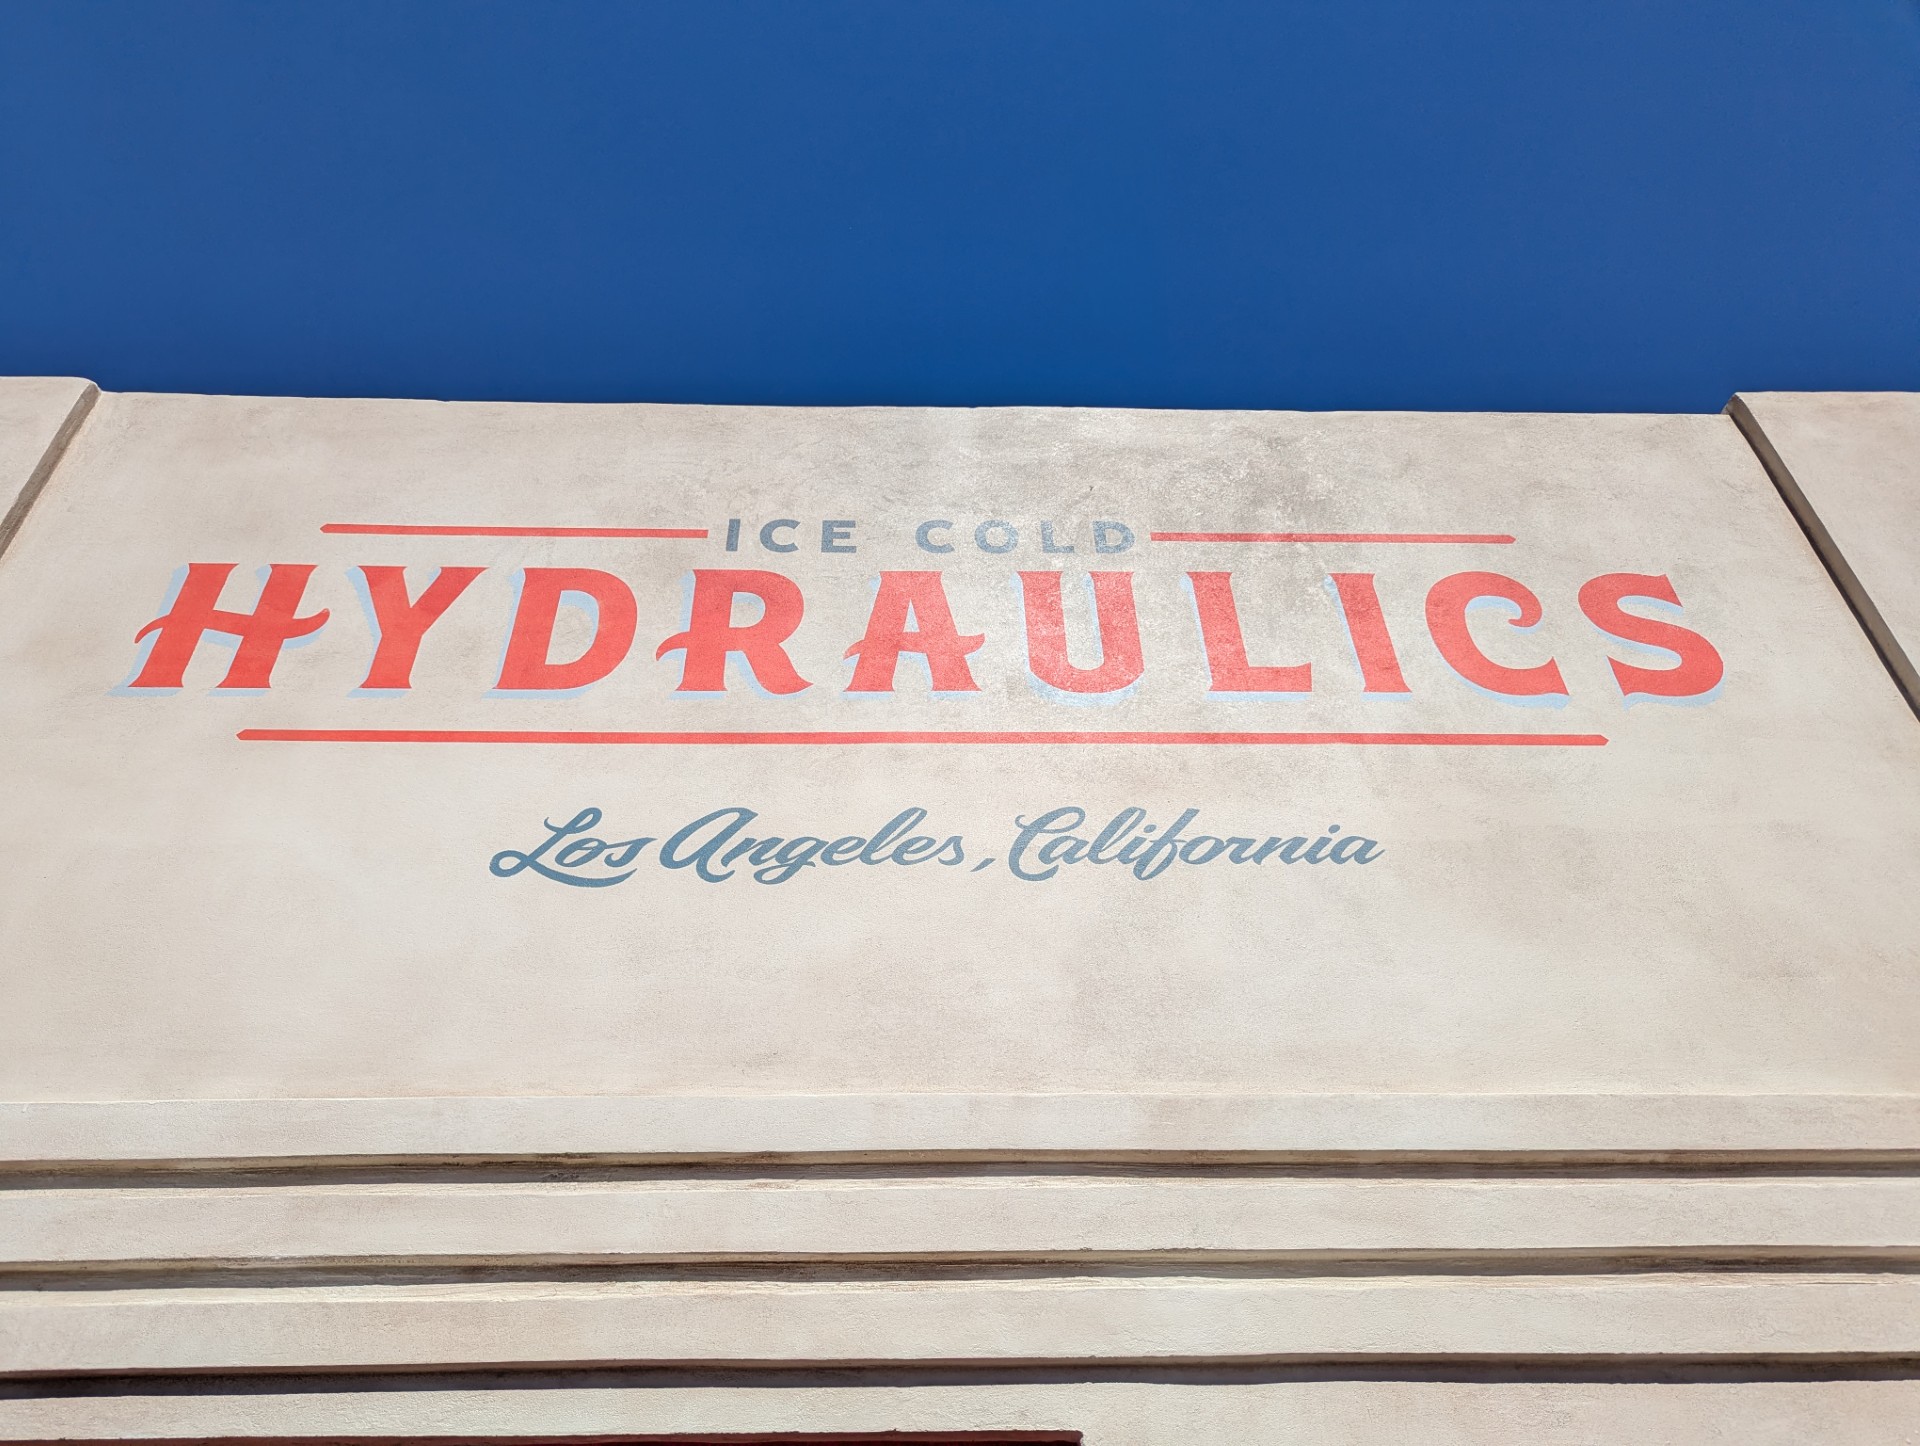 ICE COLD
HYDRAULICS
Los Angeles, California